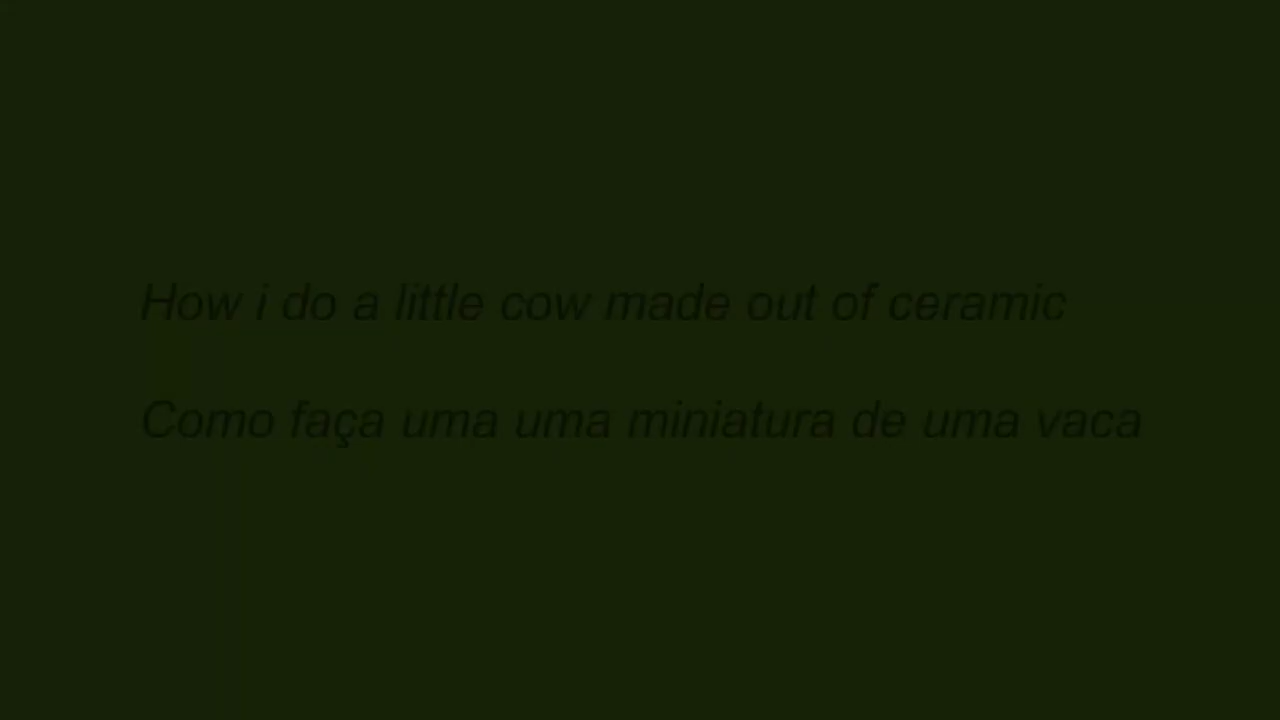 How i do a little cow made out of ceramic
Como faça uma uma miniatura de uma vaca